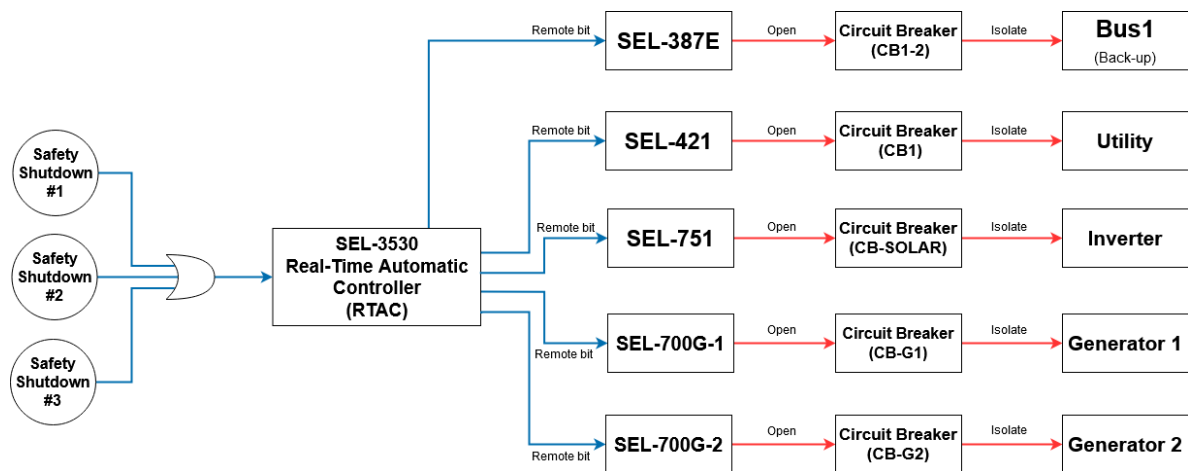 Remote bit
SEL-387E
Open
Circuit Breaker
(CB1-2)
Isolate
Bus1
(Back-up)
Remote bit
SEL-421
Open
Circuit Breaker
(CB1)
Isolate
Utility
Safety
Shutdown
#1
Remote bit
SEL-751
Open
Circuit Breaker
(CB-SOLAR)
Isolate
Inverter
Safety
Shutdown
#2
SEL-3530
Real-Time Automatic
Controller
(RTAC)
Remote bit
SEL-700G-1
Open
Circuit Breaker
(CB-G1)
Isolate
Generator 1
Safety
Shutdown
#3
Remote bit
SEL-700G-2
Open
Circuit Breaker
(CB-G2)
Isolate
Generator 2